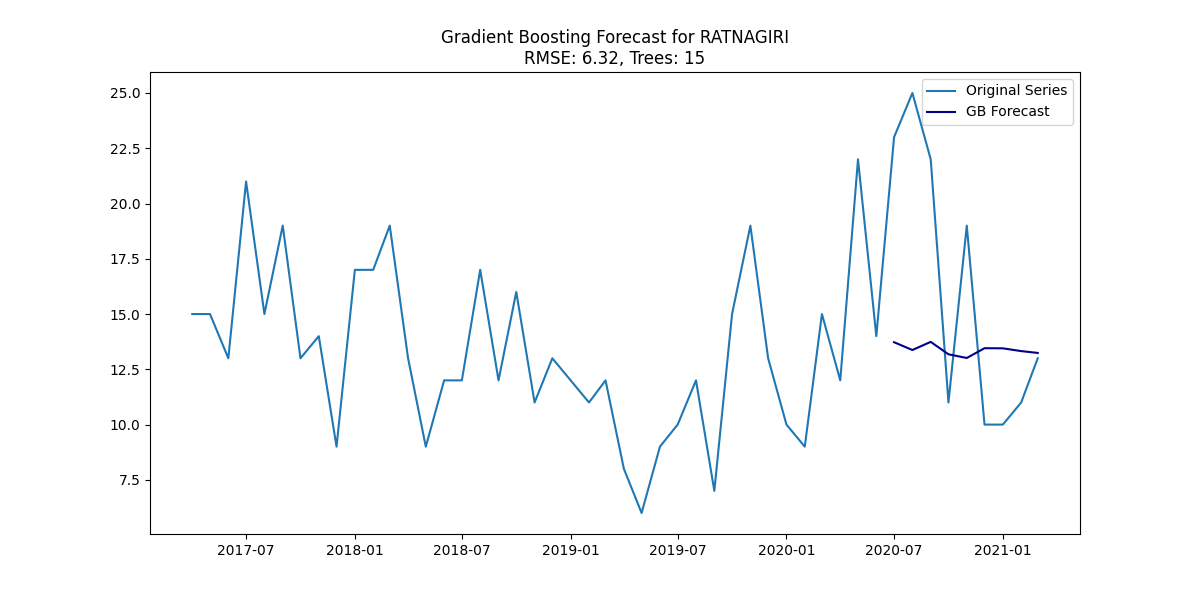 Gradient Boosting Forecast for RATNAGIRI
RMSE: 6.32, Trees: 15
Original Series
GB Forecast
25.0
22.5
20.0
17.5
15.0
12.5
10.0
7.5
2017-07 2018-01 2018-07 2019-01 2019-07 2020-01 2020-07 2021-01